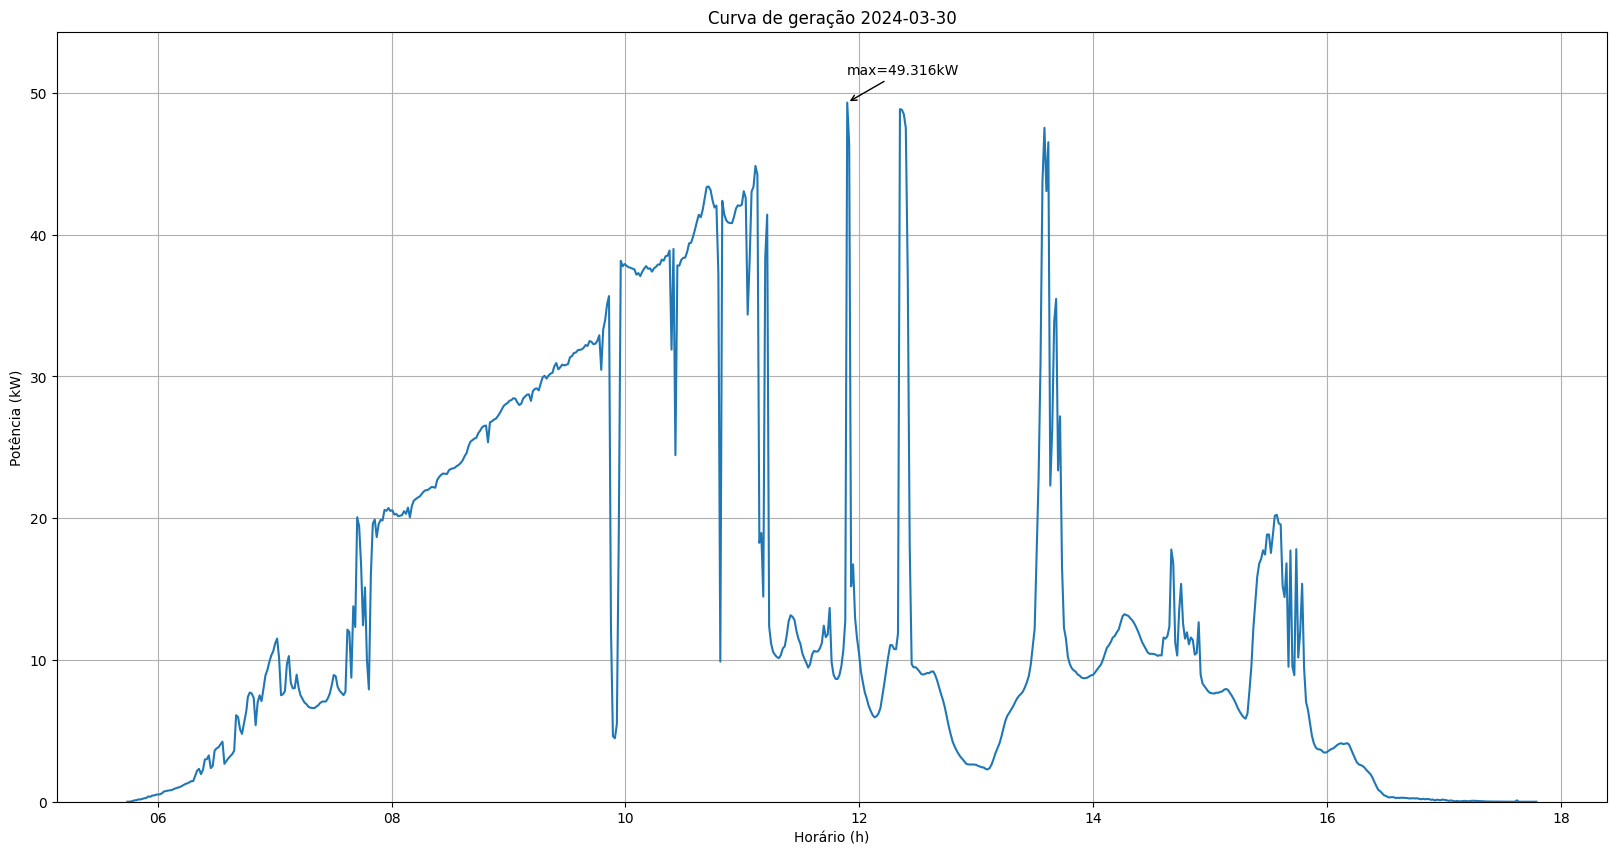 Curva de geração 2024-03-30
max=49.316kW
Potência (kW)
50
40
30
20
10
0
06 08 10 12 14 16 18
Horário (h)